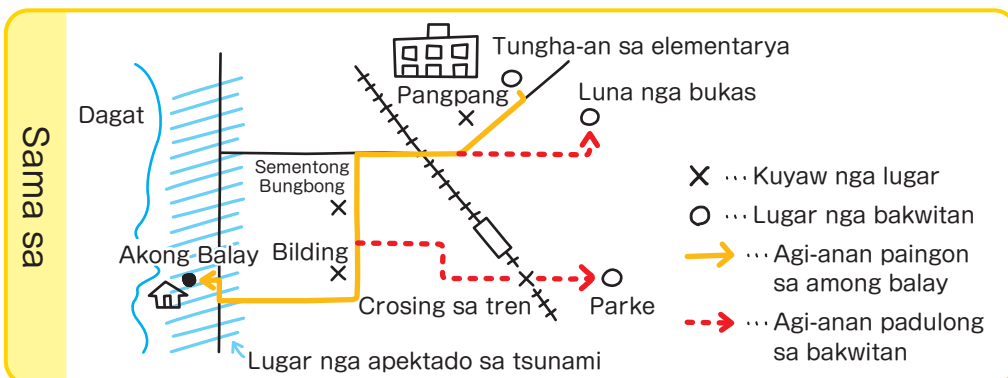 Sama sa
Tungha-an sa elementarya
Pangpang
Luna nga bukas
Dagat
Sementong
Bungbong
Akong Balay
Bilding
Crosing sa tren
Parke
Lugar nga apektado sa tsunami
× ··· Kuyaw nga lugar
○ ··· Lugar nga bakwitan
··· Agi-anan paingon
sa among balay
··· Agi-anan padulong
sa bakwitan